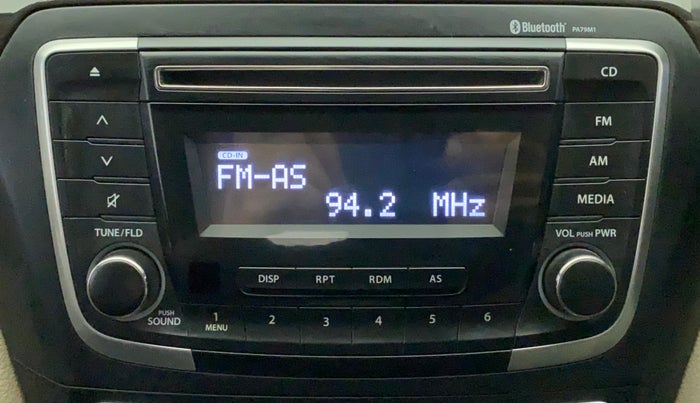 Bluetooth PA79M1
CD
FM
AM
MEDIA
CD-IN
FM-AS
94.2 MHz
TUNE/FLD
VOL PUSH PWR
DISP RPT RDM AS
PUSH
SOUND
1 2 3 4 5 6
MENU